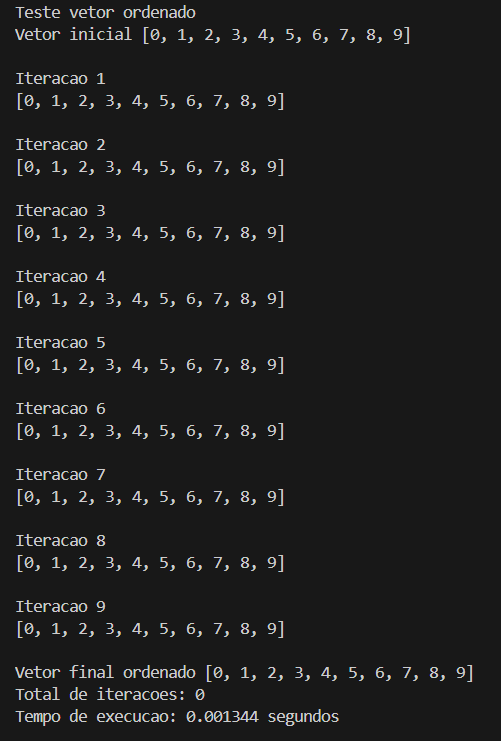 Teste vetor ordenado
Vetor inicial [0, 1, 2, 3, 4, 5, 6, 7, 8, 9]
Iteracao 1
[0, 1, 2, 3, 4, 5, 6, 7, 8, 9]
Iteracao 2
[0, 1, 2, 3, 4, 5, 6, 7, 8, 9]
Iteracao 3
[0, 1, 2, 3, 4, 5, 6, 7, 8, 9]
Iteracao 4
[0, 1, 2, 3, 4, 5, 6, 7, 8, 9]
Iteracao 5
[0, 1, 2, 3, 4, 5, 6, 7, 8, 9]
Iteracao 6
[0, 1, 2, 3, 4, 5, 6, 7, 8, 9]
Iteracao 7
[0, 1, 2, 3, 4, 5, 6, 7, 8, 9]
Iteracao 8
[0, 1, 2, 3, 4, 5, 6, 7, 8, 9]
Iteracao 9
[0, 1, 2, 3, 4, 5, 6, 7, 8, 9]
Vetor final ordenado [0, 1, 2, 3, 4, 5, 6, 7, 8, 9]
Total de iteracoes: 0
Tempo de execucao: 0.001344 segundos